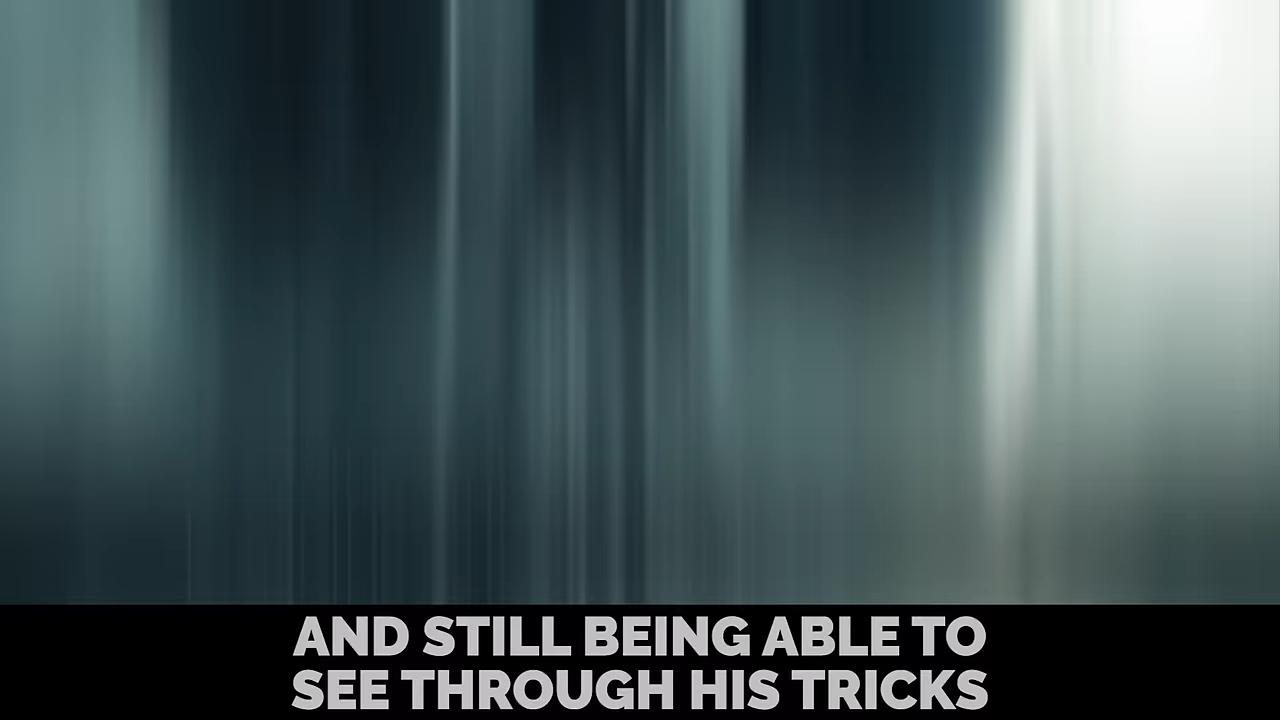 AND STILL BEING ABLE TO
SEE THROUGH HIS TRICKS